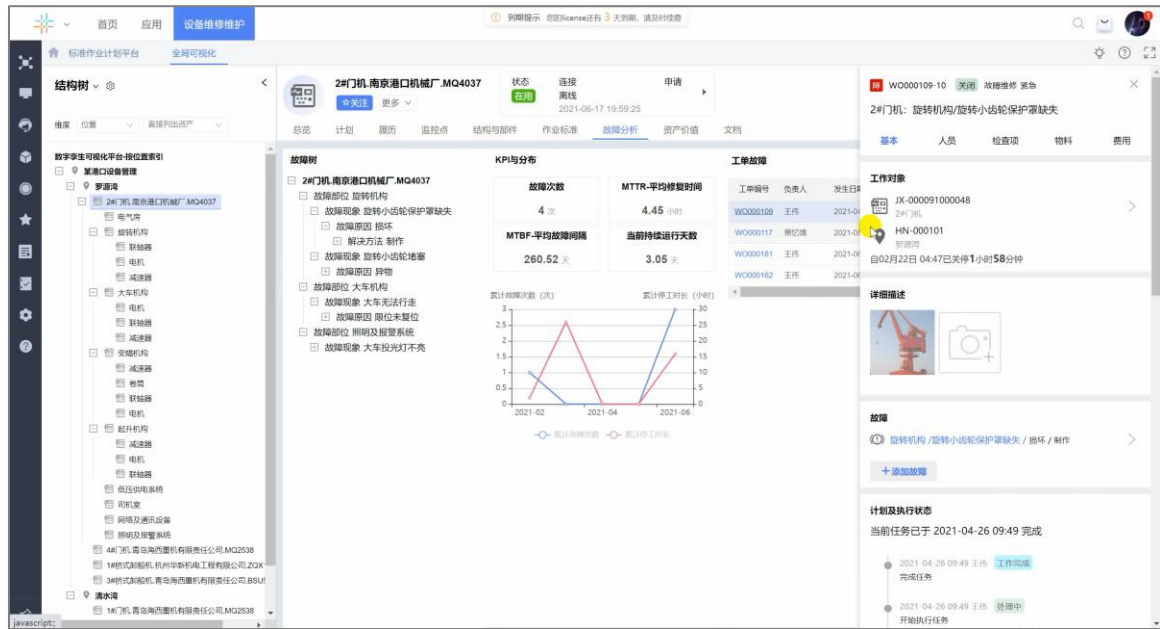 首页 应用 设备维修维护
到期提示 您的license还有 3 天到期，请及时续费
标准作业计划平台 全局可视化
结构树
维度 位置 直接列出资产
数字孪生可视化平台-按位置索引
某港口设备管理
罗源湾
2#门机.南京港口机械厂.MQ4037
电气房
旋转机构
联轴器
电机
减速器
大车机构
电机
联轴器
减速器
变幅机构
减速器
卷筒
联轴器
电机
起升机构
减速器
电机
联轴器
低压供电系统
司机室
网络及通讯设备
照明及报警系统
4#门机.青岛海西重机有限责任公司.MQ2538
1#桥式卸船机.杭州华新机电工程有限公司.ZQX
3#桥式卸船机.青岛海西重机有限责任公司.BSU
清水湾
1#门机.青岛海西重机有限责任公司.MQ2538
javascript:;
2#门机.南京港口机械厂.MQ4037
☆关注 更多
状态 连接 申请
在用 离线
2021-06-17 19:59:25
总览 计划 履历 监控点 结构与部件 作业标准 故障分析 资产价值 文档
故障树
2#门机.南京港口机械厂.MQ4037
故障部位 旋转机构
故障现象 旋转小齿轮保护罩缺失
故障原因 损坏
解决方法 制作
故障现象 旋转小齿轮堵塞
故障原因 异物
故障部位 大车机构
故障现象 大车无法行走
故障原因 限位未复位
故障部位 照明及报警系统
故障现象 大车投光灯不亮
KPI与分布
故障次数 MTTR-平均修复时间
4 次 4.45 小时
MTBF-平均故障间隔 当前持续运行天数
260.52 天 3.05 天
累计故障次数 (次) 累计停工时长 (小时)
3 30
2.5 25
2 20
1.5 15
1 10
0.5 5
0 0
2021-02 2021-04 2021-06
累计故障次数 累计停工时长
工单故障
工单编号 负责人 发生日期
WO000109 王伟 2021-04
WO000117 2021-05
WO000161 王伟 2021-06
WO000162 王伟 2021-06
障 WO000109-10 关闭 故障维修 紧急
2#门机：旋转机构/旋转小齿轮保护罩缺失
基本 人员 检查项 物料 费用
工作对象
JX-000091000048
2#门机
HN-000101
罗源湾
自02月22日 04:47已关停1小时58分钟
详细描述
故障
旋转机构 /旋转小齿轮保护罩缺失 / 损坏 / 制作
＋添加故障
计划及执行状态
当前任务已于 2021-04-26 09:49 完成
2021-04-26 09:49 王伟 工作完成
完成任务
2021-04-26 09:49 王伟 处理中
开始执行任务